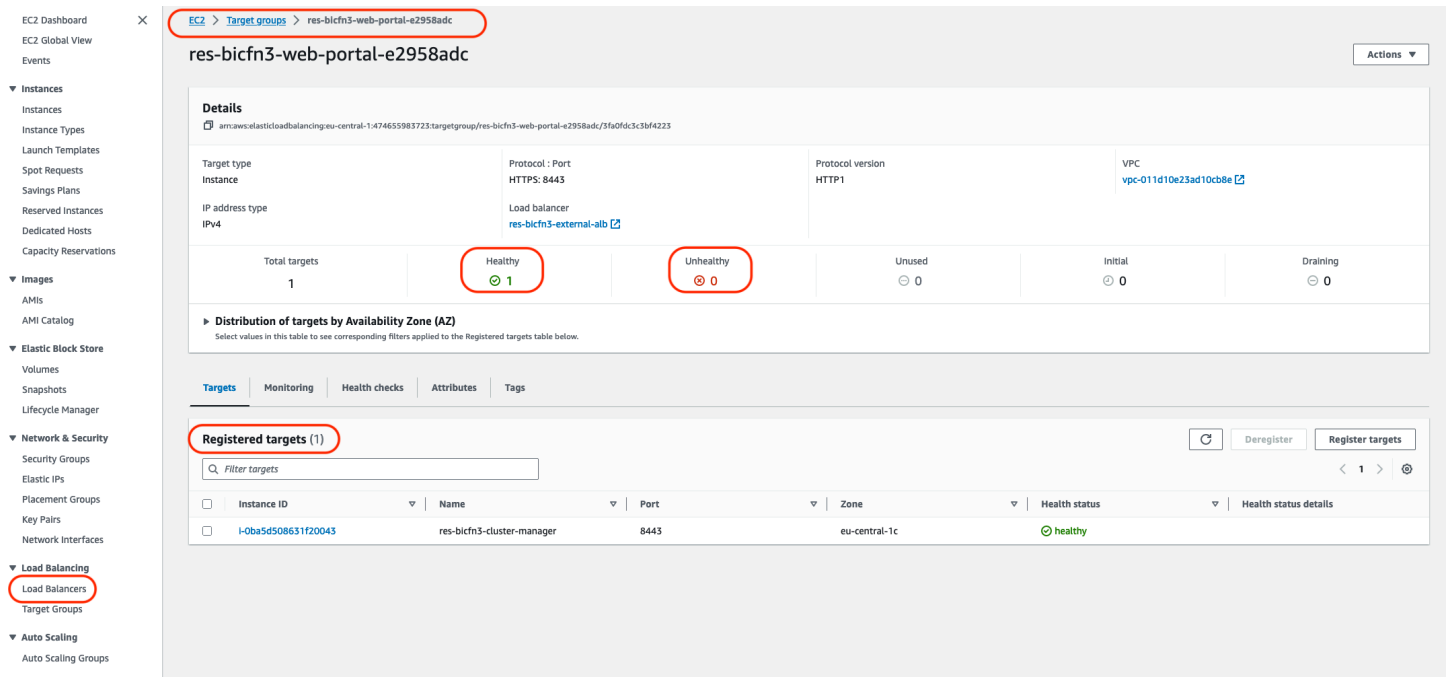 EC2 Dashboard
EC2 Global View
Events
Instances
Instances
Instance Types
Launch Templates
Spot Requests
Savings Plans
Reserved Instances
Dedicated Hosts
Capacity Reservations
Images
AMIs
AMI Catalog
Elastic Block Store
Volumes
Snapshots
Lifecycle Manager
Network & Security
Security Groups
Elastic IPs
Placement Groups
Key Pairs
Network Interfaces
Load Balancing
Load Balancers
Target Groups
Auto Scaling
Auto Scaling Groups
EC2 > Target groups > res-bicfn3-web-portal-e2958adc
res-bicfn3-web-portal-e2958adc
Actions
Details
arn:aws:elasticloadbalancing:eu-central-1:474655983723:targetgroup/res-bicfn3-web-portal-e2958adc/3fa0fdc3c3bf4223
Target type
Instance
Protocol : Port
HTTPS: 8443
Protocol version
HTTP1
VPC
vpc-011d10e23ad10cb8e
IP address type
IPv4
Load balancer
res-bicfn3-external-alb
Total targets
1
Healthy
1
Unhealthy
0
Unused
0
Initial
0
Draining
0
Distribution of targets by Availability Zone (AZ)
Select values in this table to see corresponding filters applied to the Registered targets table below.
Targets Monitoring Health checks Attributes Tags
Registered targets (1)
Deregister
Register targets
Filter targets
< 1 >
Instance ID Name Port Zone Health status Health status details
i-0ba5d508631f20043 res-bicfn3-cluster-manager 8443 eu-central-1c healthy